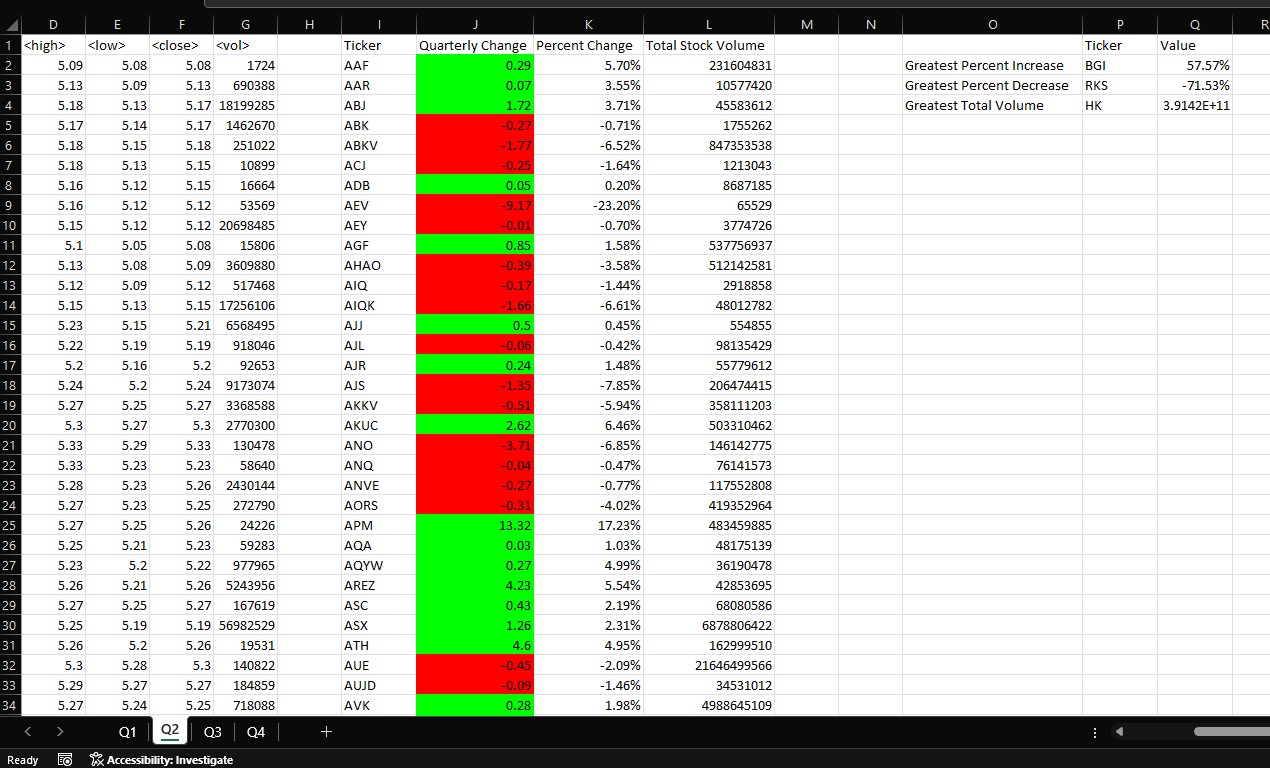 D E F G H I J K L M N O P Q R
1 <high> <low> <close> <vol> Ticker Quarterly Change Percent Change Total Stock Volume Ticker Value
2 5.09 5.08 5.08 1724 AAF 0.29 5.70% 231604831 Greatest Percent Increase BGI 57.57%
3 5.13 5.09 5.13 690388 AAR 0.07 3.55% 10577420 Greatest Percent Decrease RKS -71.53%
4 5.18 5.13 5.17 18199285 ABJ 1.72 3.71% 45583612 Greatest Total Volume HK 3.9142E+11
5 5.17 5.14 5.17 1462670 ABK -0.27 -0.71% 1755262
6 5.18 5.15 5.18 251022 ABKV -1.77 -6.52% 847353538
7 5.18 5.13 5.15 10899 ACJ -0.25 -1.64% 1213043
8 5.16 5.12 5.15 16664 ADB 0.05 0.20% 8687185
9 5.16 5.12 5.12 53569 AEV -9.17 -23.20% 65529
10 5.15 5.12 5.12 20698485 AEY -0.01 -0.70% 3774726
11 5.1 5.05 5.08 15806 AGF 0.85 1.58% 537756937
12 5.13 5.08 5.09 3609880 AHAO -0.39 -3.58% 512142581
13 5.12 5.09 5.12 517468 AIQ -0.17 -1.44% 2918858
14 5.15 5.13 5.15 17256106 AIQK -1.66 -6.61% 48012782
15 5.23 5.15 5.21 6568495 AJJ 0.5 0.45% 554855
16 5.22 5.19 5.19 918046 AJL -0.06 -0.42% 98135429
17 5.2 5.16 5.2 92653 AJR 0.24 1.48% 55779612
18 5.24 5.2 5.24 9173074 AJS -1.35 -7.85% 206474415
19 5.27 5.25 5.27 3368588 AKKV -0.51 -5.94% 358111203
20 5.3 5.27 5.3 2770300 AKUC 2.62 6.46% 503310462
21 5.33 5.29 5.33 130478 ANO -3.71 -6.85% 146142775
22 5.33 5.23 5.23 58640 ANQ -0.04 -0.47% 76141573
23 5.28 5.23 5.26 2430144 ANVE -0.27 -0.77% 117552808
24 5.27 5.23 5.25 272790 AORS -0.31 -4.02% 419352964
25 5.27 5.25 5.26 24226 APM 13.32 17.23% 483459885
26 5.25 5.21 5.23 59283 AQA 0.03 1.03% 48175139
27 5.23 5.2 5.22 977965 AQYW 0.27 4.99% 36190478
28 5.26 5.21 5.26 5243956 AREZ 4.23 5.54% 42853695
29 5.27 5.25 5.27 167619 ASC 0.43 2.19% 68080586
30 5.25 5.19 5.19 56982529 ASX 1.26 2.31% 6878806422
31 5.26 5.2 5.26 19531 ATH 4.6 4.95% 162999510
32 5.3 5.28 5.3 140822 AUE -0.45 -2.09% 21646499566
33 5.29 5.27 5.27 184859 AUJD -0.09 -1.46% 34531012
34 5.27 5.24 5.25 718088 AVK 0.28 1.98% 4988645109
Q1 Q2 Q3 Q4 +
Ready Accessibility: Investigate